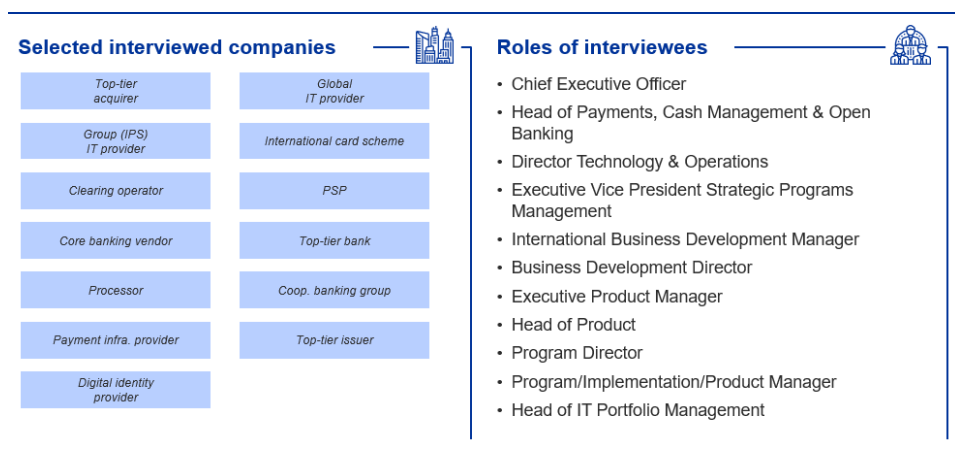 Selected interviewed companies
Top-tier
acquirer
Global
IT provider
Group (IPS)
IT provider
International card scheme
Clearing operator
PSP
Core banking vendor
Top-tier bank
Processor
Coop. banking group
Payment infra. provider
Top-tier issuer
Digital identity
provider
Roles of interviewees
• Chief Executive Officer
• Head of Payments, Cash Management & Open
Banking
• Director Technology & Operations
• Executive Vice President Strategic Programs
Management
• International Business Development Manager
• Business Development Director
• Executive Product Manager
• Head of Product
• Program Director
• Program/Implementation/Product Manager
• Head of IT Portfolio Management